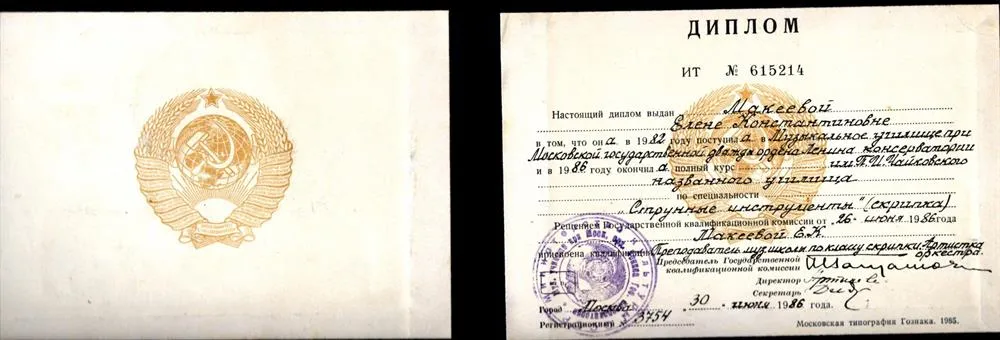 ДИПЛОМ
ИТ № 615214
Настоящий диплом выдан Макеевой
Елене Константиновне
в том, что она в 1982 году поступила в Музыкальное училище при
Московской государственной дважды ордена Ленина консерватории
и в 1986 году окончила полный курс им. П. И. Чайковского
названного училища
по специальности
„Струнные инструменты" (скрипка)
Решением Государственной квалификационной комиссии от 26 июня 1986 года
Макеевой Е.К.
присвоена квалификация Преподаватель муз. школы по классу скрипки. Артистка
оркестра.
Председатель Государственной
квалификационной комиссии
Директор
Секретарь
Город Москва 30 июня 1986 года.
Регистрационный 3754
Московская типография Гознака. 1985.